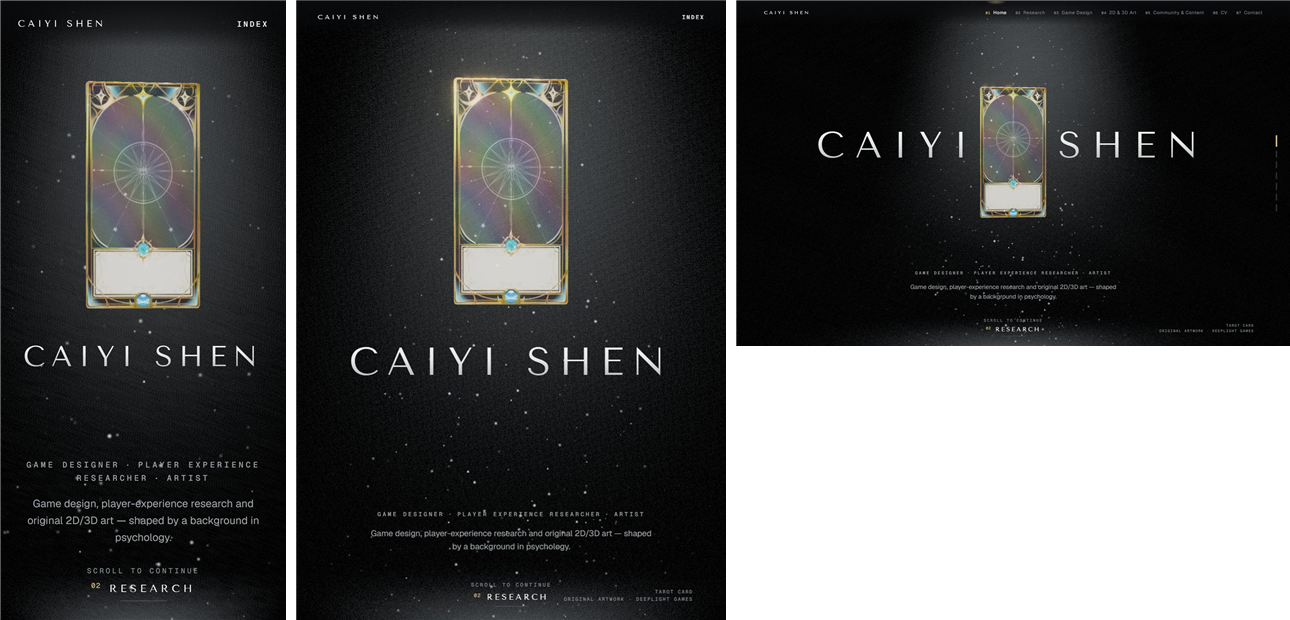 CAIYI SHEN
INDEX
CAIYI SHEN
GAME DESIGNER · PLAYER EXPERIENCE
RESEARCHER · ARTIST
Game design, player-experience research and
original 2D/3D art — shaped by a background in
psychology.
SCROLL TO CONTINUE
02 RESEARCH
CAIYI SHEN
INDEX
CAIYI SHEN
GAME DESIGNER · PLAYER EXPERIENCE RESEARCHER · ARTIST
Game design, player-experience research and original 2D/3D art — shaped
by a background in psychology.
SCROLL TO CONTINUE
02 RESEARCH
TAROT CARD
ORIGINAL ARTWORK · DEEPLIGHT GAMES
CAIYI SHEN
01 Home 02 Research 03 Game Design 04 2D & 3D Art 05 Community & Content 06 CV 07 Contact
CAIYI SHEN
GAME DESIGNER · PLAYER EXPERIENCE RESEARCHER · ARTIST
Game design, player-experience research and original 2D/3D art — shaped
by a background in psychology.
SCROLL TO CONTINUE
02 RESEARCH
TAROT CARD
ORIGINAL ARTWORK · DEEPLIGHT GAMES